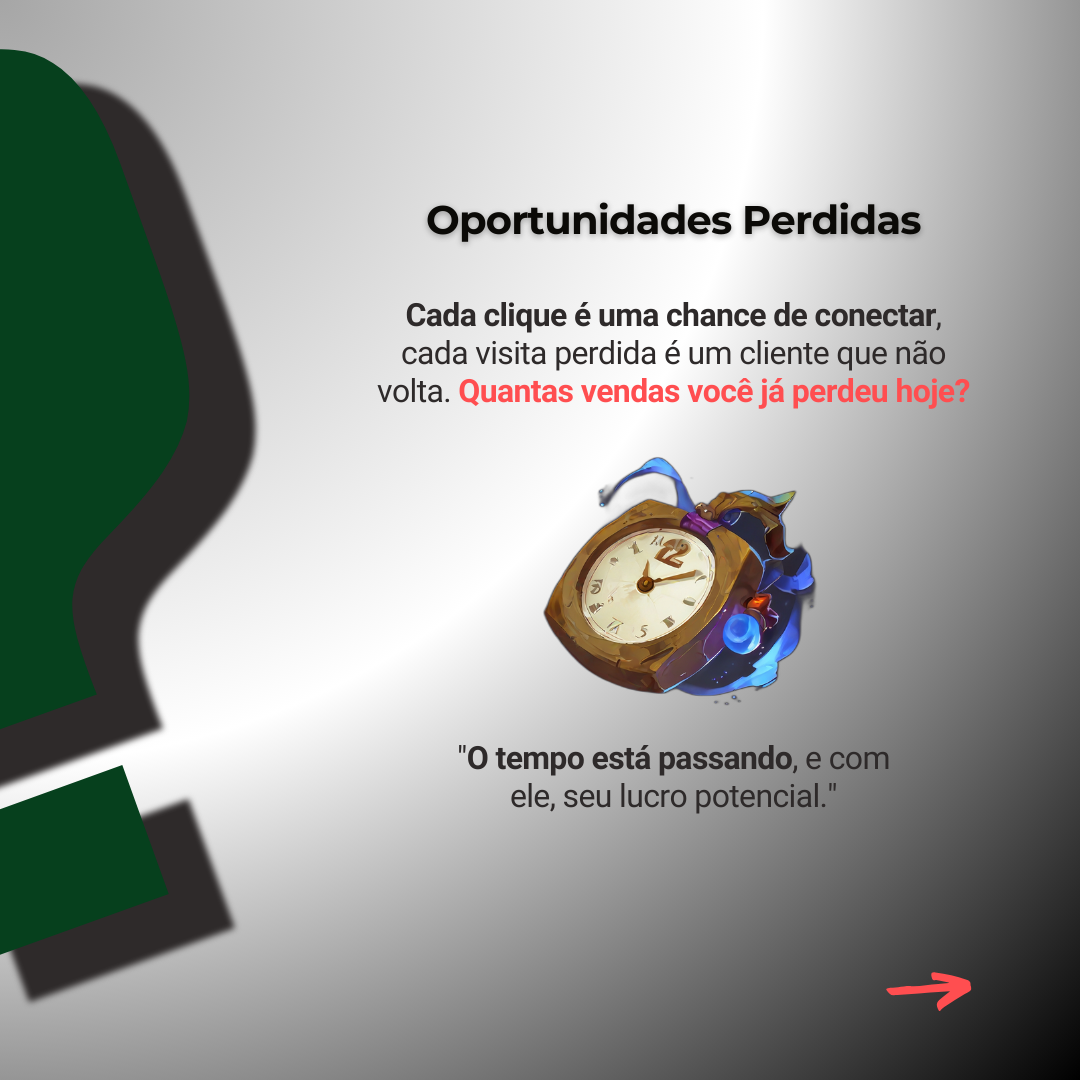 Oportunidades Perdidas
Cada clique é uma chance de conectar,
cada visita perdida é um cliente que não
volta. Quantas vendas você já perdeu hoje?
12
"O tempo está passando, e com
ele, seu lucro potencial."